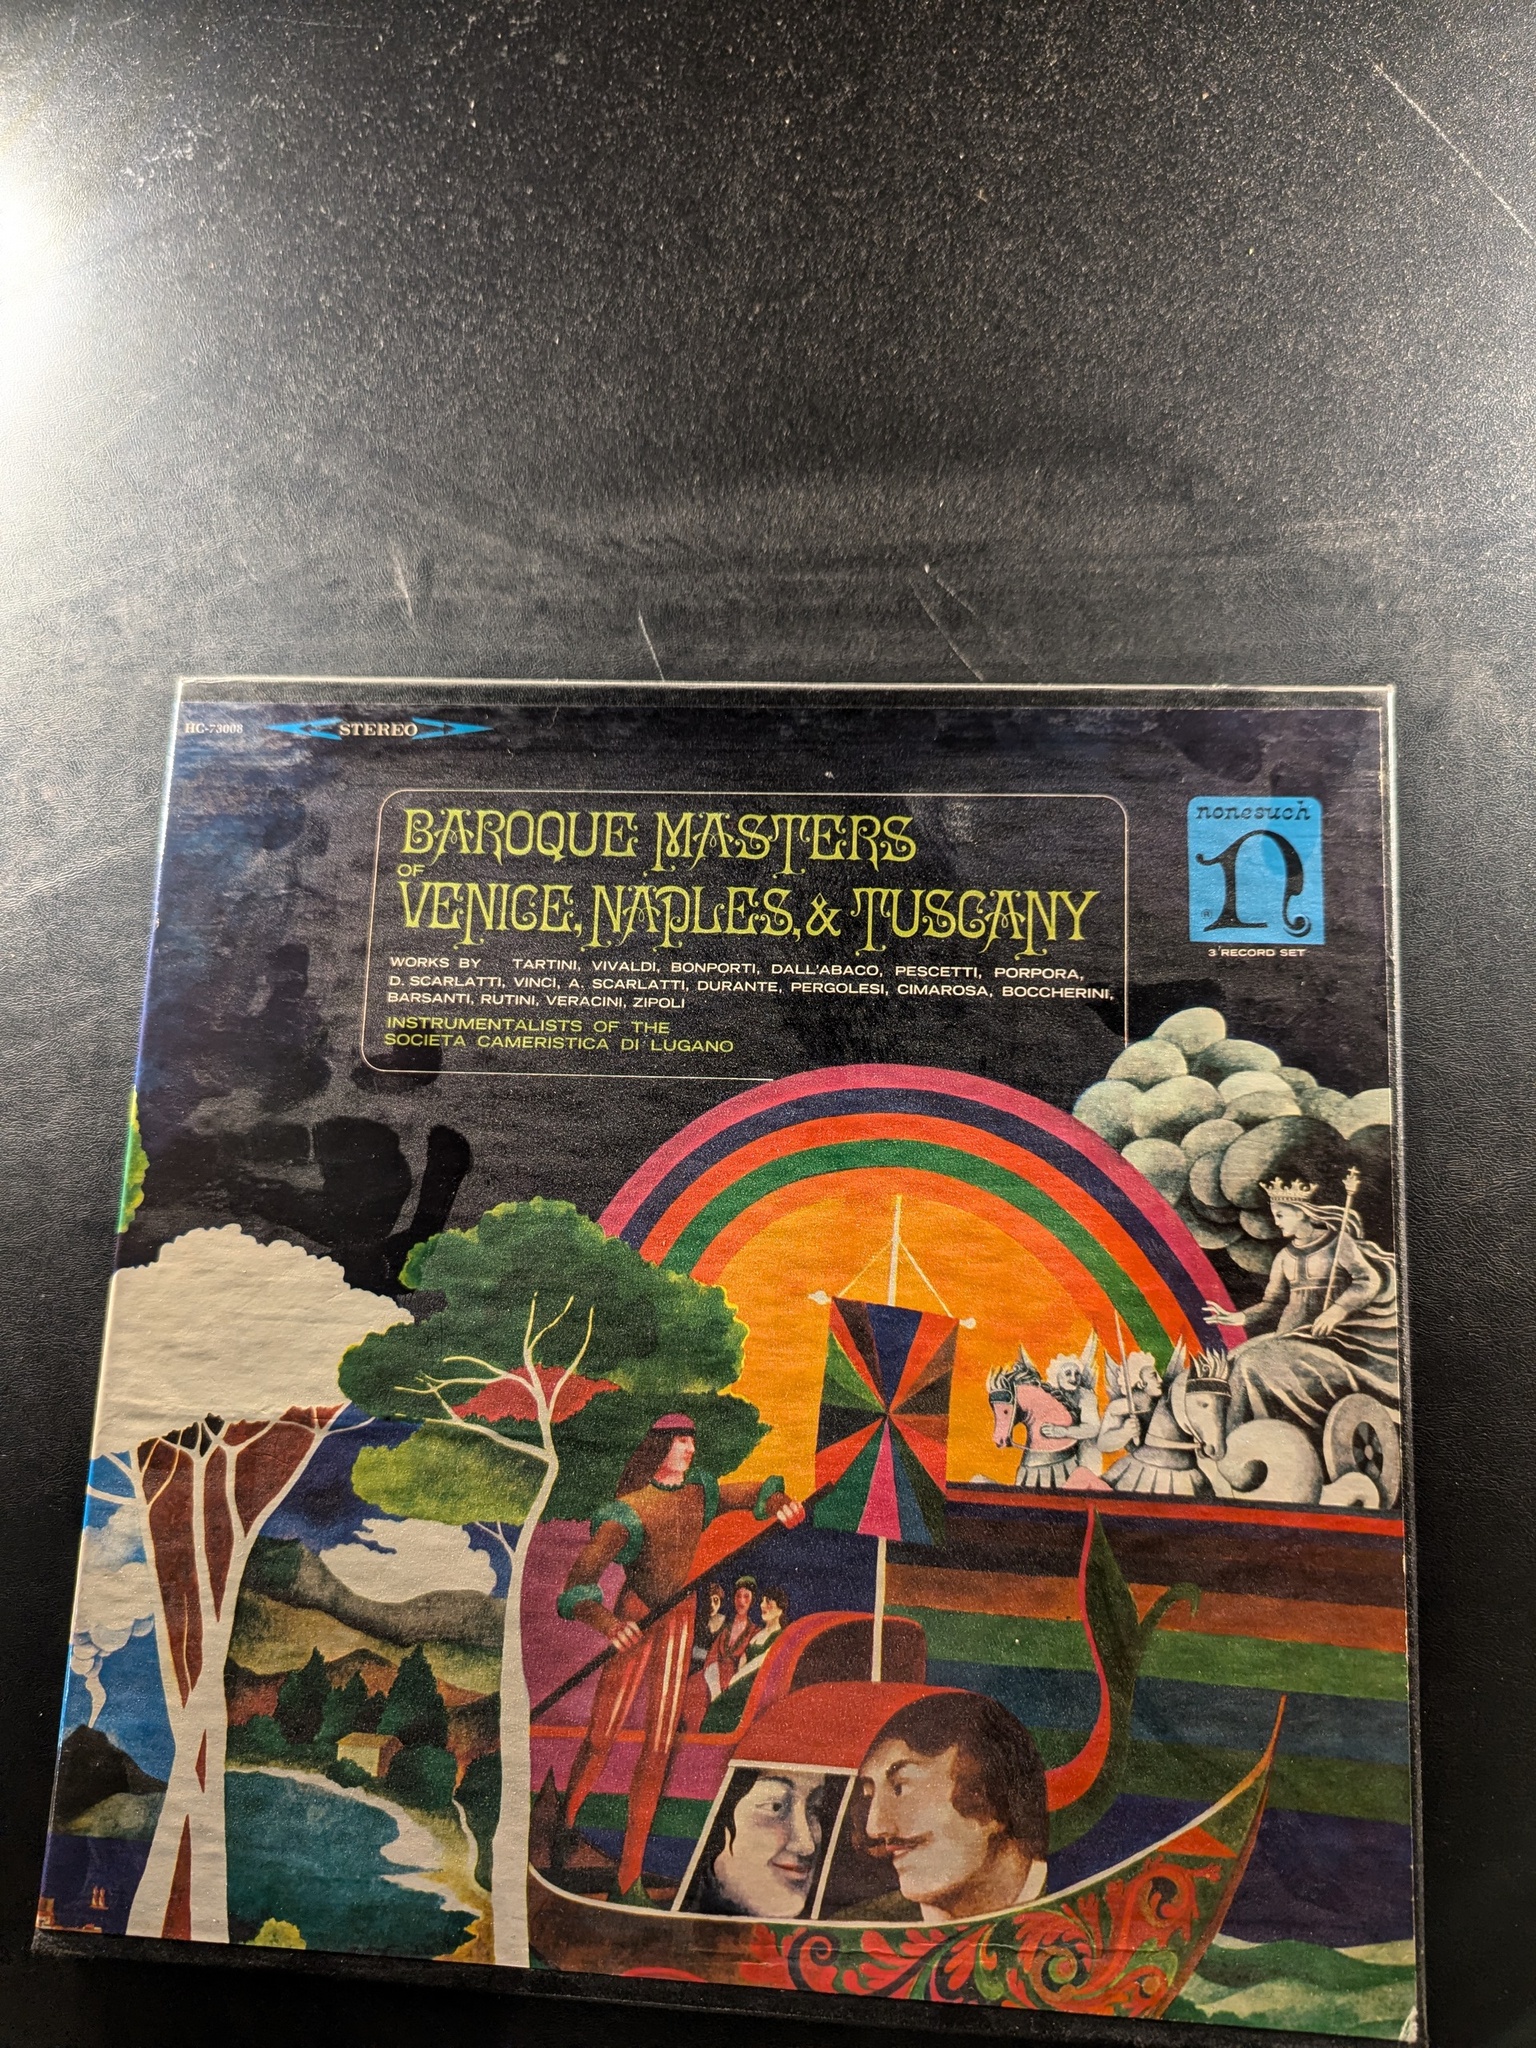 HC-73008 STEREO
BAROQUE MASTERS
OF
VENICE, NAPLES, & TUSCANY
nonesuch
n
®
3 RECORD SET
WORKS BY TARTINI, VIVALDI, BONPORTI, DALL'ABACO, PESCETTI, PORPORA,
D. SCARLATTI, VINCI, A. SCARLATTI, DURANTE, PERGOLESI, CIMAROSA, BOCCHERINI,
BARSANTI, RUTINI, VERACINI, ZIPOLI
INSTRUMENTALISTS OF THE
SOCIETA CAMERISTICA DI LUGANO